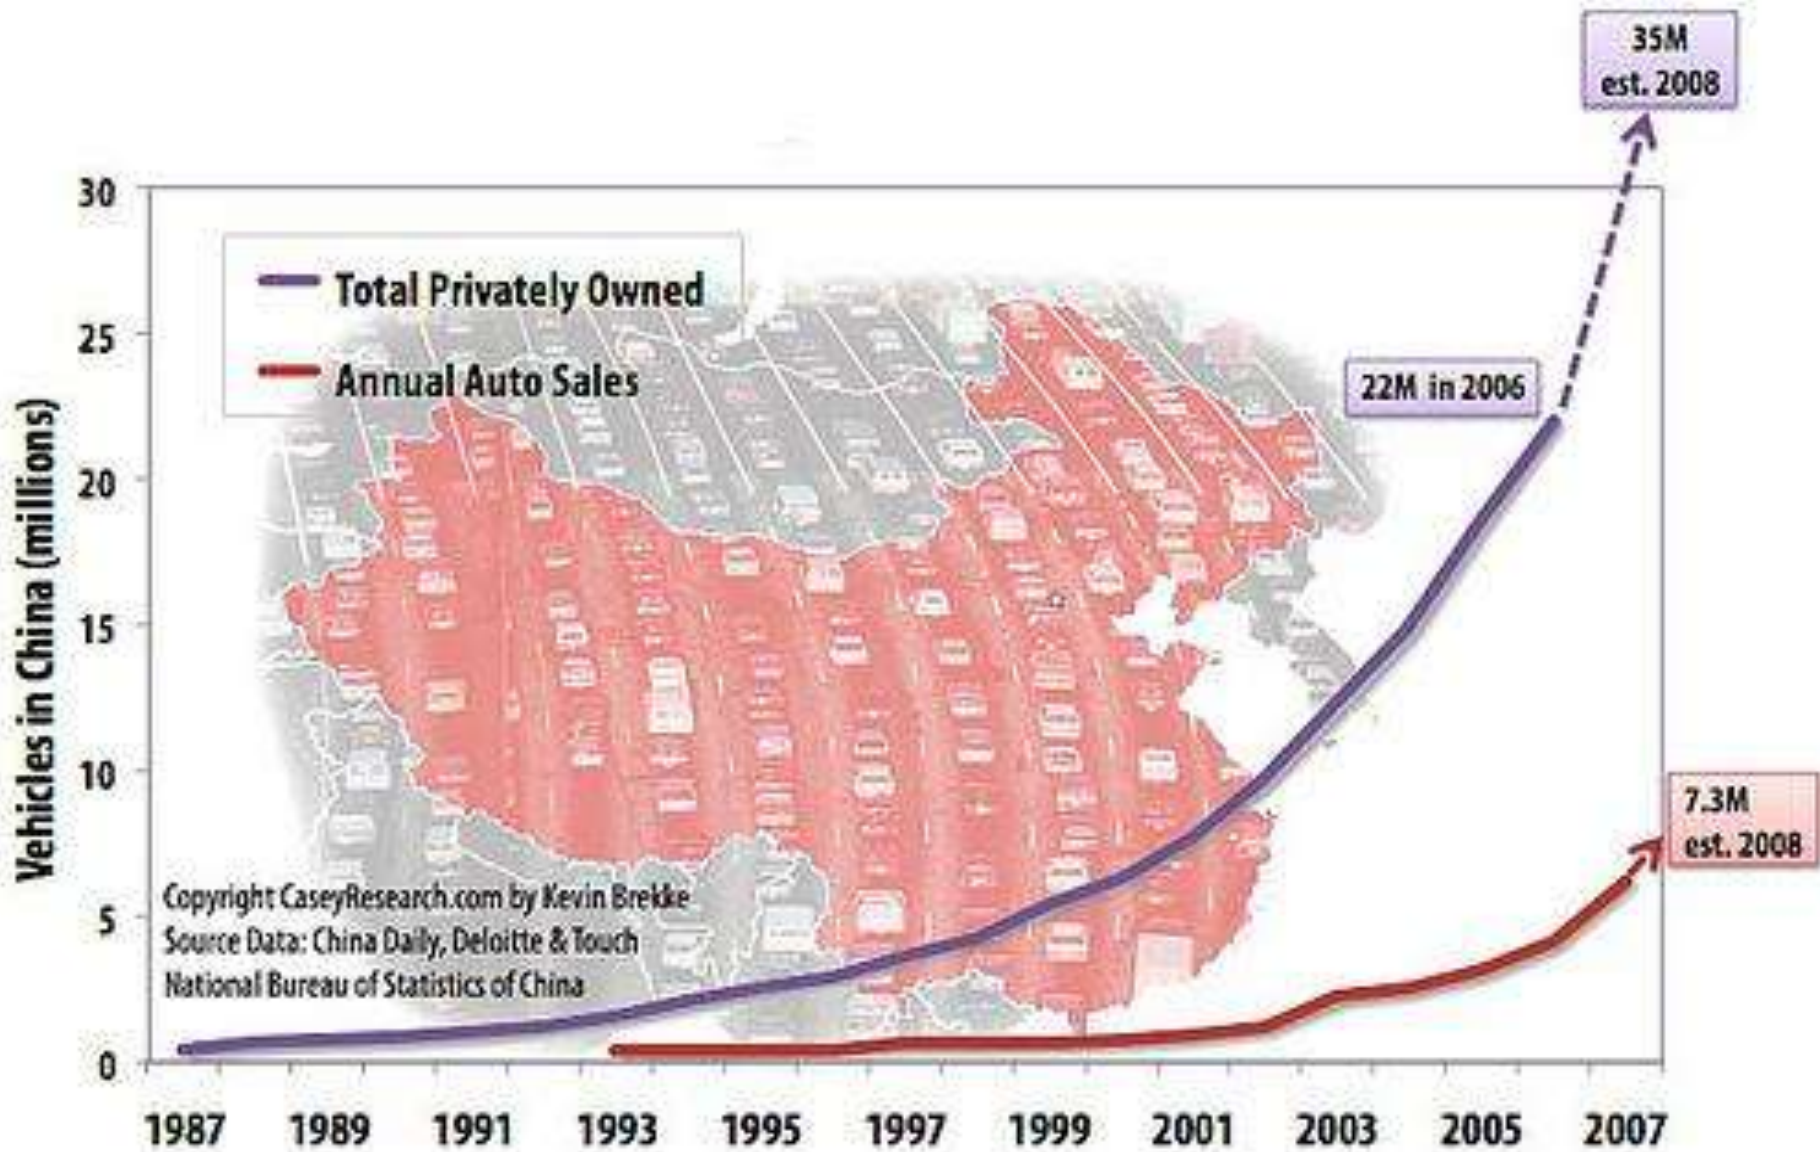 35M
est. 2008
30
Total Privately Owned
25
Annual Auto Sales
22M in 2006
20
Vehicles in China (millions)
15
10
7.3M
est. 2008
Copyright CaseyResearch.com by Kevin Brekke
5
Source Data: China Daily, Deloitte & Touch
National Bureau of Statistics of China
0
1987 1989 1991 1993 1995 1997 1999 2001 2003 2005 2007